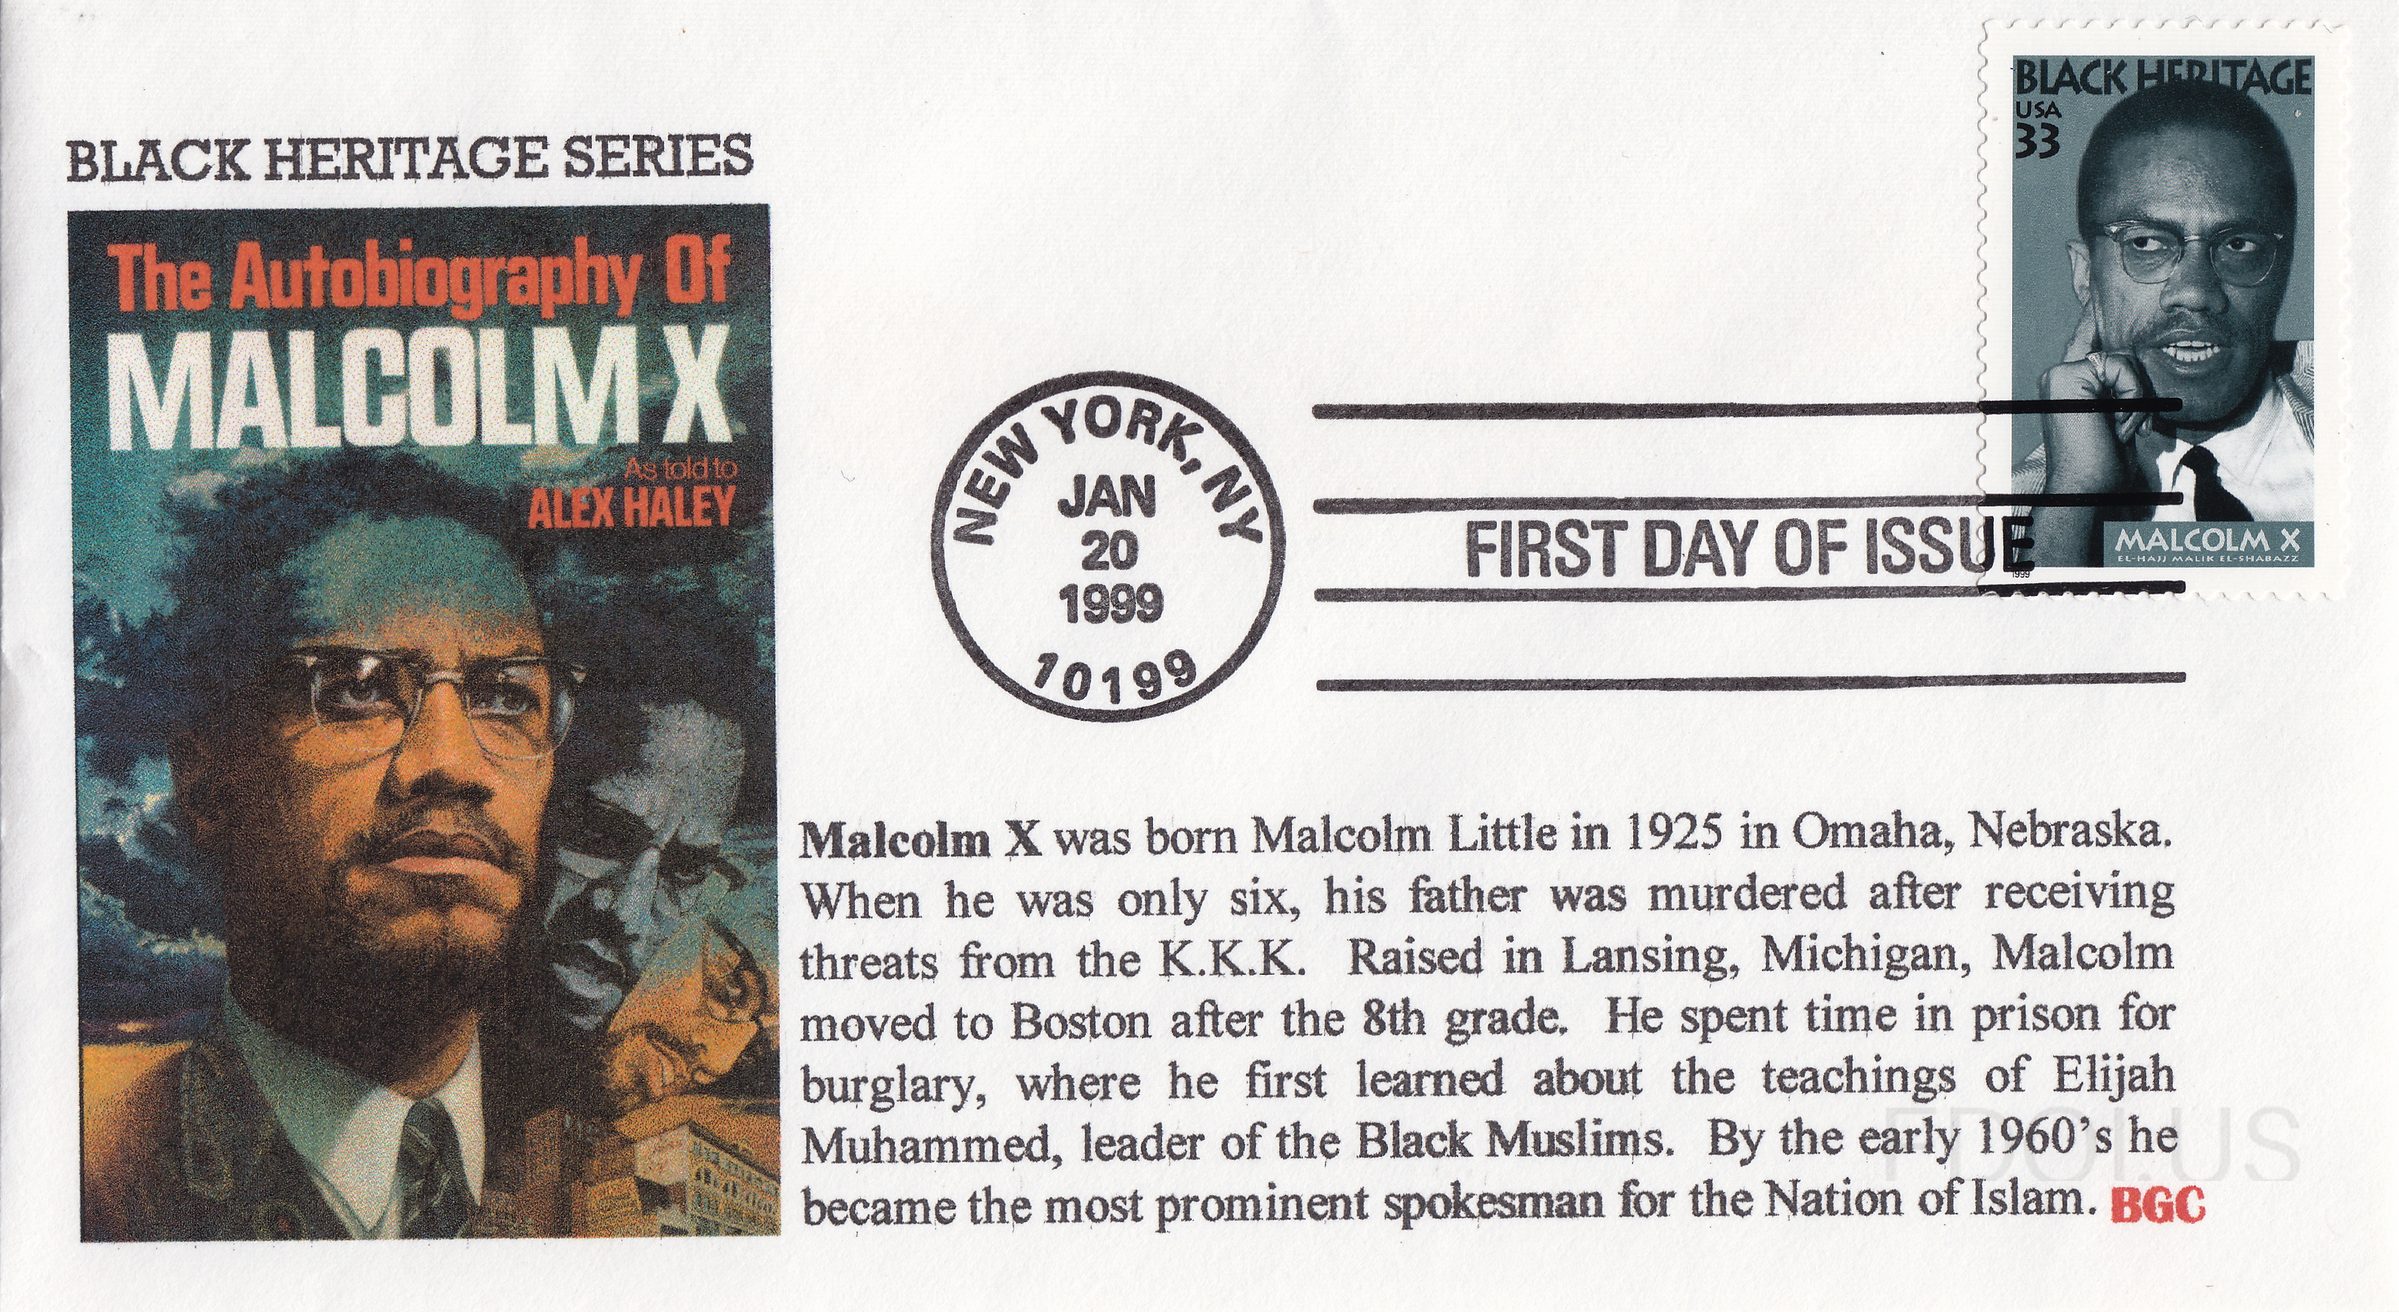 BLACK HERITAGE SERIES
The Autobiography Of
MALCOLM X
As told to
ALEX HALEY
NEW YORK, NY
JAN
20
1999
10199
FIRST DAY OF ISSUE
BLACK HERITAGE
USA
33
MALCOLM X
EL-HAJJ MALIK EL-SHABAZZ
1999
Malcolm X was born Malcolm Little in 1925 in Omaha, Nebraska.
When he was only six, his father was murdered after receiving
threats from the K.K.K. Raised in Lansing, Michigan, Malcolm
moved to Boston after the 8th grade. He spent time in prison for
burglary, where he first learned about the teachings of Elijah
Muhammed, leader of the Black Muslims. By the early 1960's he
became the most prominent spokesman for the Nation of Islam. BGC